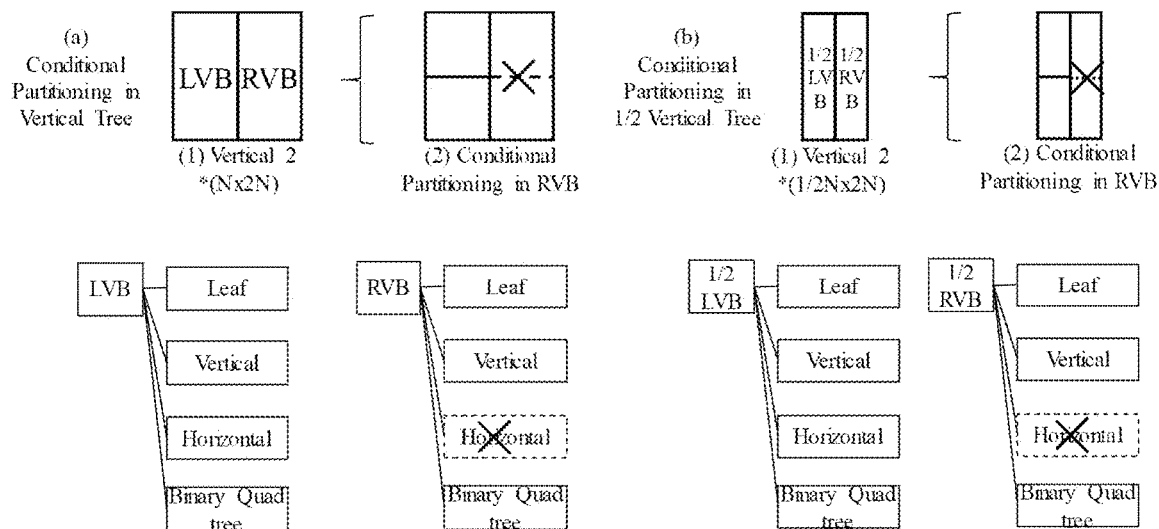 (a)
Conditional
Partitioning in
Vertical Tree
LVB RVB
(1) Vertical 2
*(Nx2N)
(2) Conditional
Partitioning in RVB
(b)
Conditional
Partitioning in
1/2 Vertical Tree
1/2 1/2
LV RV
B B
(1) Vertical 2
*(1/2Nx2N)
(2) Conditional
Partitioning in RVB
LVB
Leaf
Vertical
Horizontal
Binary Quad
tree
RVB
Leaf
Vertical
Horizontal
Binary Quad
tree
1/2
LVB
Leaf
Vertical
Horizontal
Binary Quad
tree
1/2
RVB
Leaf
Vertical
Horizontal
Binary Quad
tree